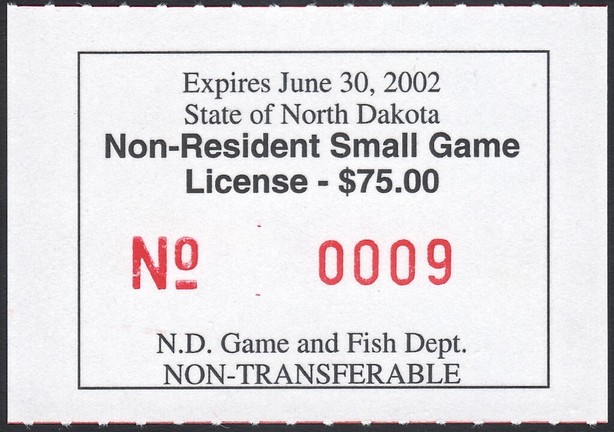 Expires June 30, 2002
State of North Dakota
Non-Resident Small Game
License - $75.00
Nº 0009
N.D. Game and Fish Dept.
NON-TRANSFERABLE